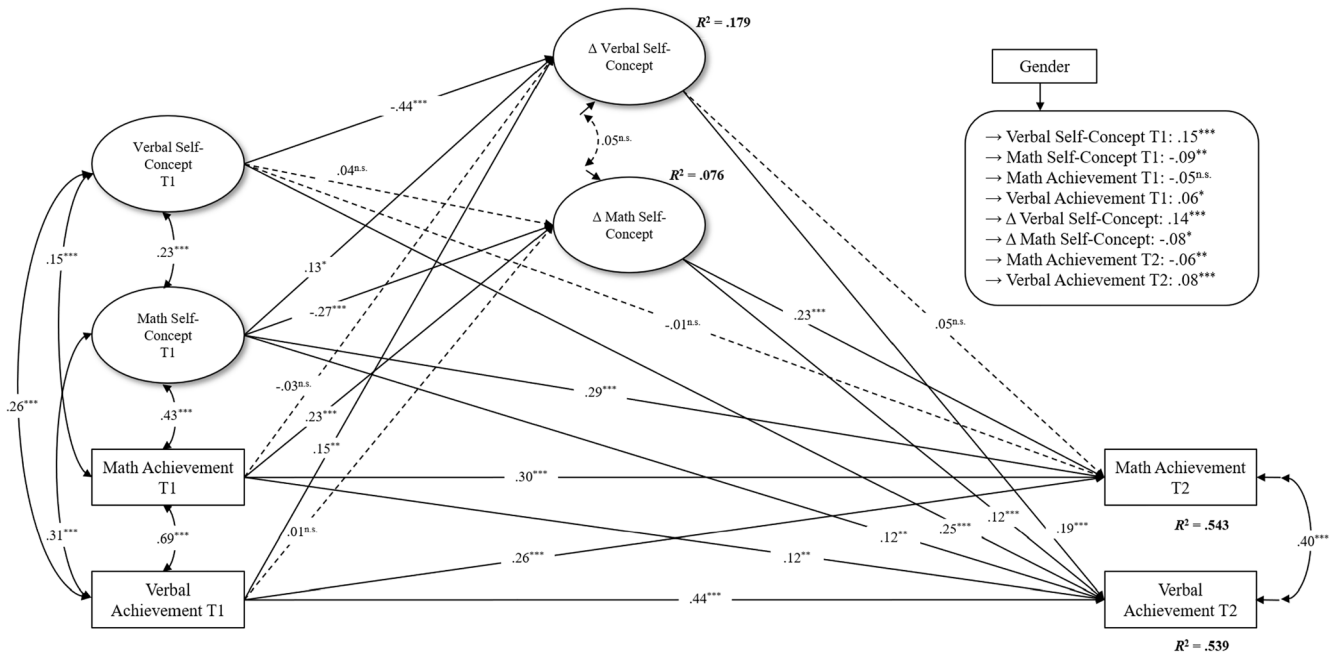 R² = .179
Δ Verbal Self-
Concept
Gender
-.44***
Verbal Self-
Concept
T1
.05n.s.
→ Verbal Self-Concept T1: .15***
→ Math Self-Concept T1: -.09**
→ Math Achievement T1: -.05n.s.
→ Verbal Achievement T1: .06*
→ Δ Verbal Self-Concept: .14***
→ Δ Math Self-Concept: -.08*
→ Math Achievement T2: -.06**
→ Verbal Achievement T2: .08***
.04n.s.
R² = .076
Δ Math Self-
Concept
.15***
.23***
.13*
-.27***
-.01n.s.
.23***
.05n.s.
Math Self-
Concept
T1
-.03n.s.
.29***
.26***
.43***
.23***
.15**
Math Achievement
T1
.30***
Math Achievement
T2
R² = .543
.31***
.69***
.01n.s.
.26***
.12**
.12**
.25***
.12***
.19***
.40***
Verbal
Achievement T1
.44***
Verbal
Achievement T2
R² = .539